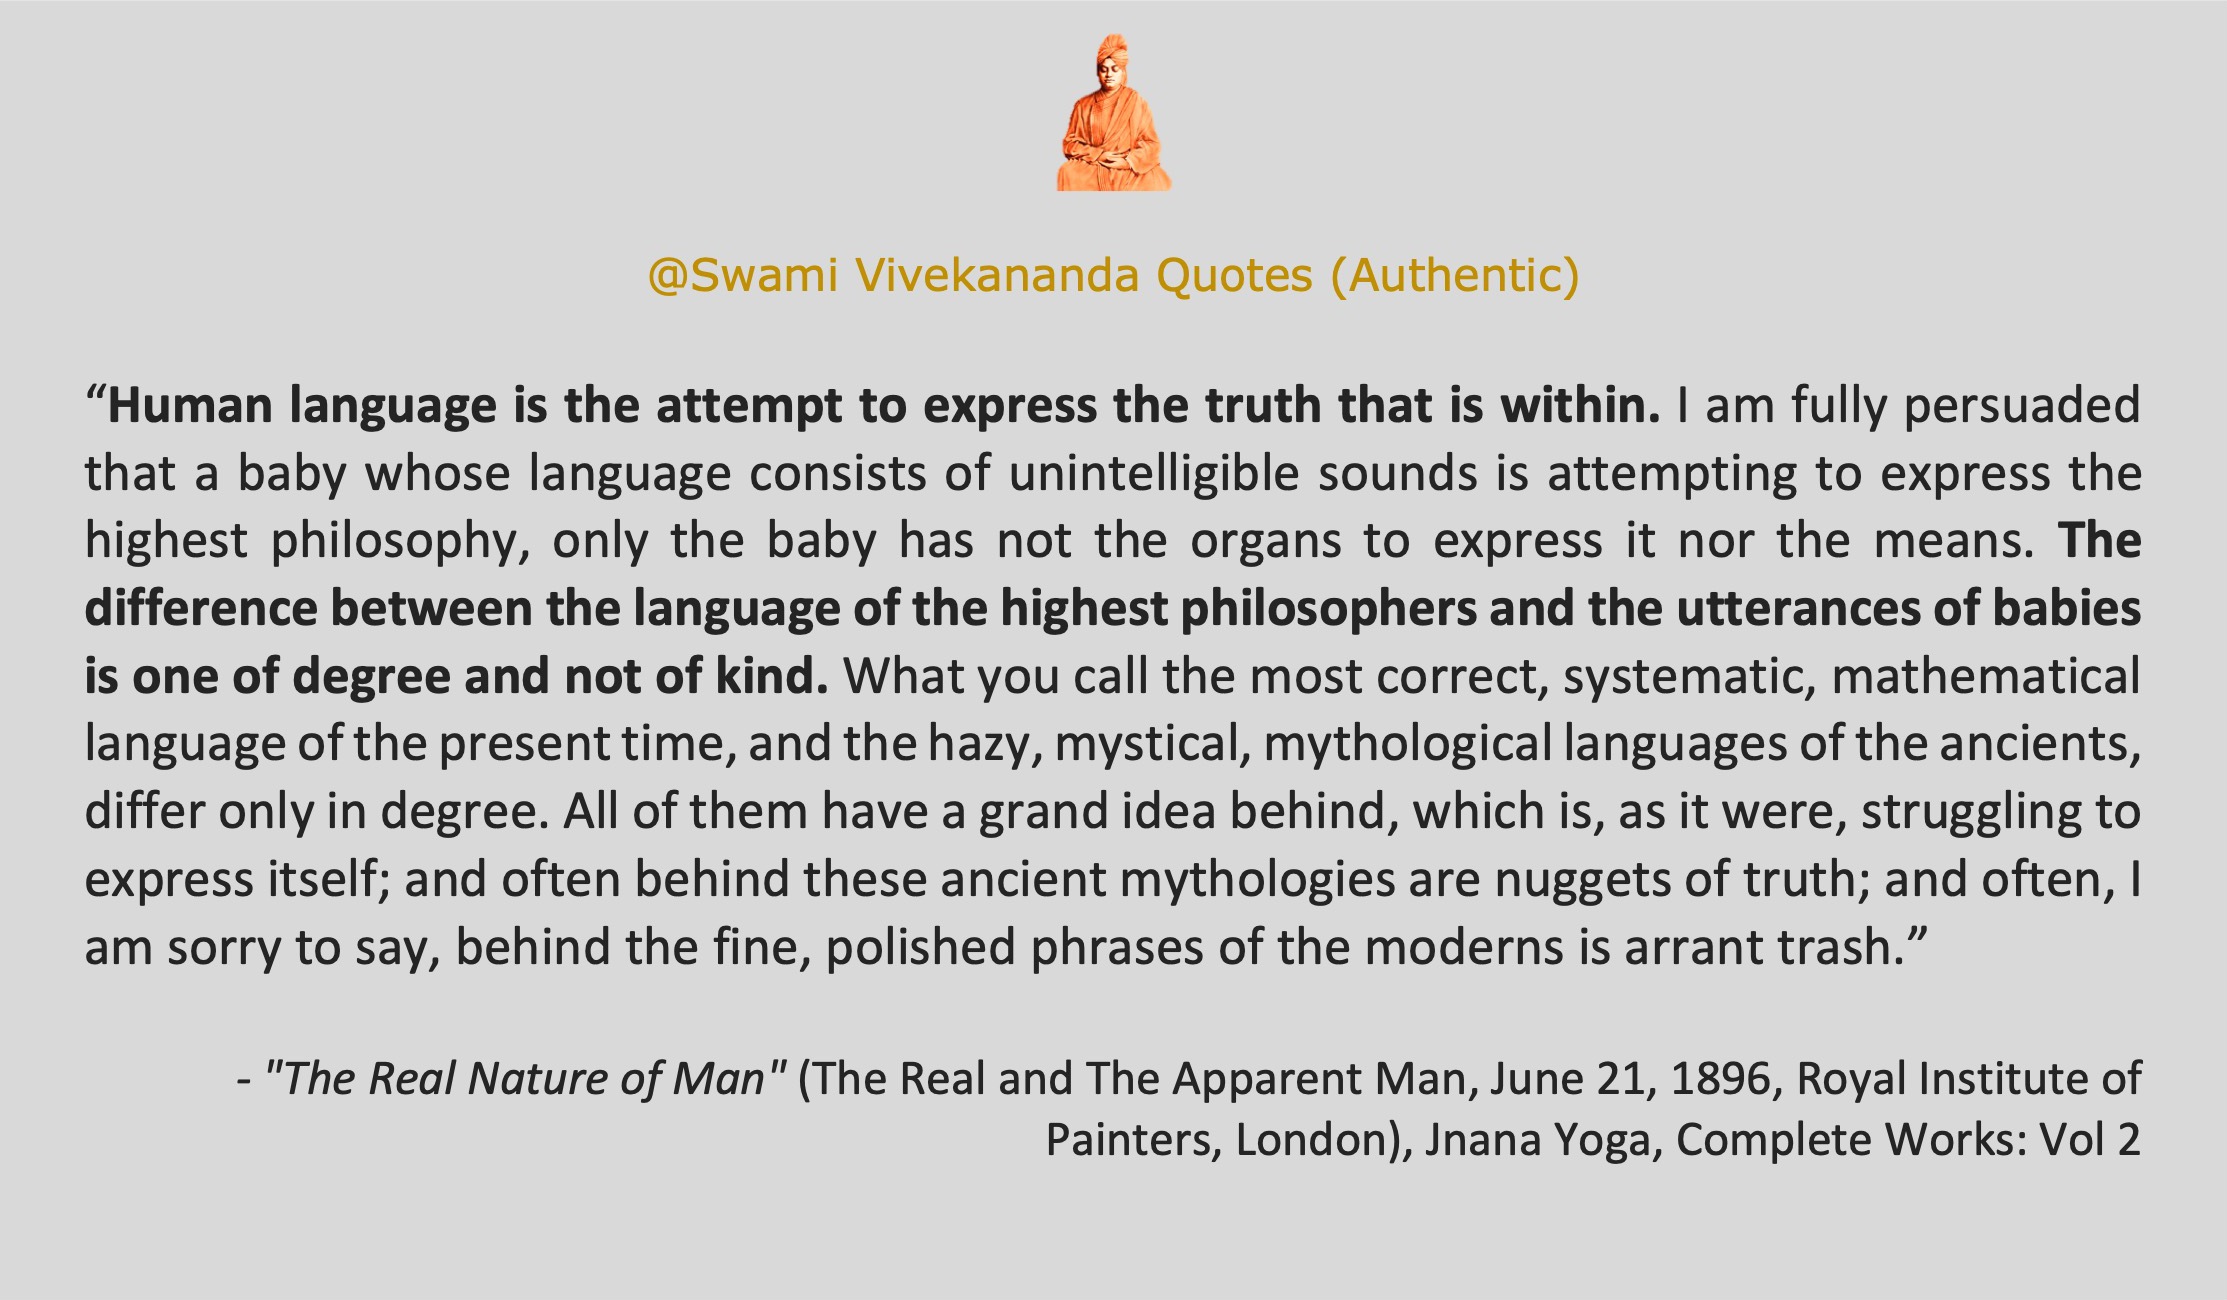 @Swami Vivekananda Quotes (Authentic)
“Human language is the attempt to express the truth that is within. I am fully persuaded
that a baby whose language consists of unintelligible sounds is attempting to express the
highest philosophy, only the baby has not the organs to express it nor the means. The
difference between the language of the highest philosophers and the utterances of babies
is one of degree and not of kind. What you call the most correct, systematic, mathematical
language of the present time, and the hazy, mystical, mythological languages of the ancients,
differ only in degree. All of them have a grand idea behind, which is, as it were, struggling to
express itself; and often behind these ancient mythologies are nuggets of truth; and often, I
am sorry to say, behind the fine, polished phrases of the moderns is arrant trash.”
- "The Real Nature of Man" (The Real and The Apparent Man, June 21, 1896, Royal Institute of
Painters, London), Jnana Yoga, Complete Works: Vol 2